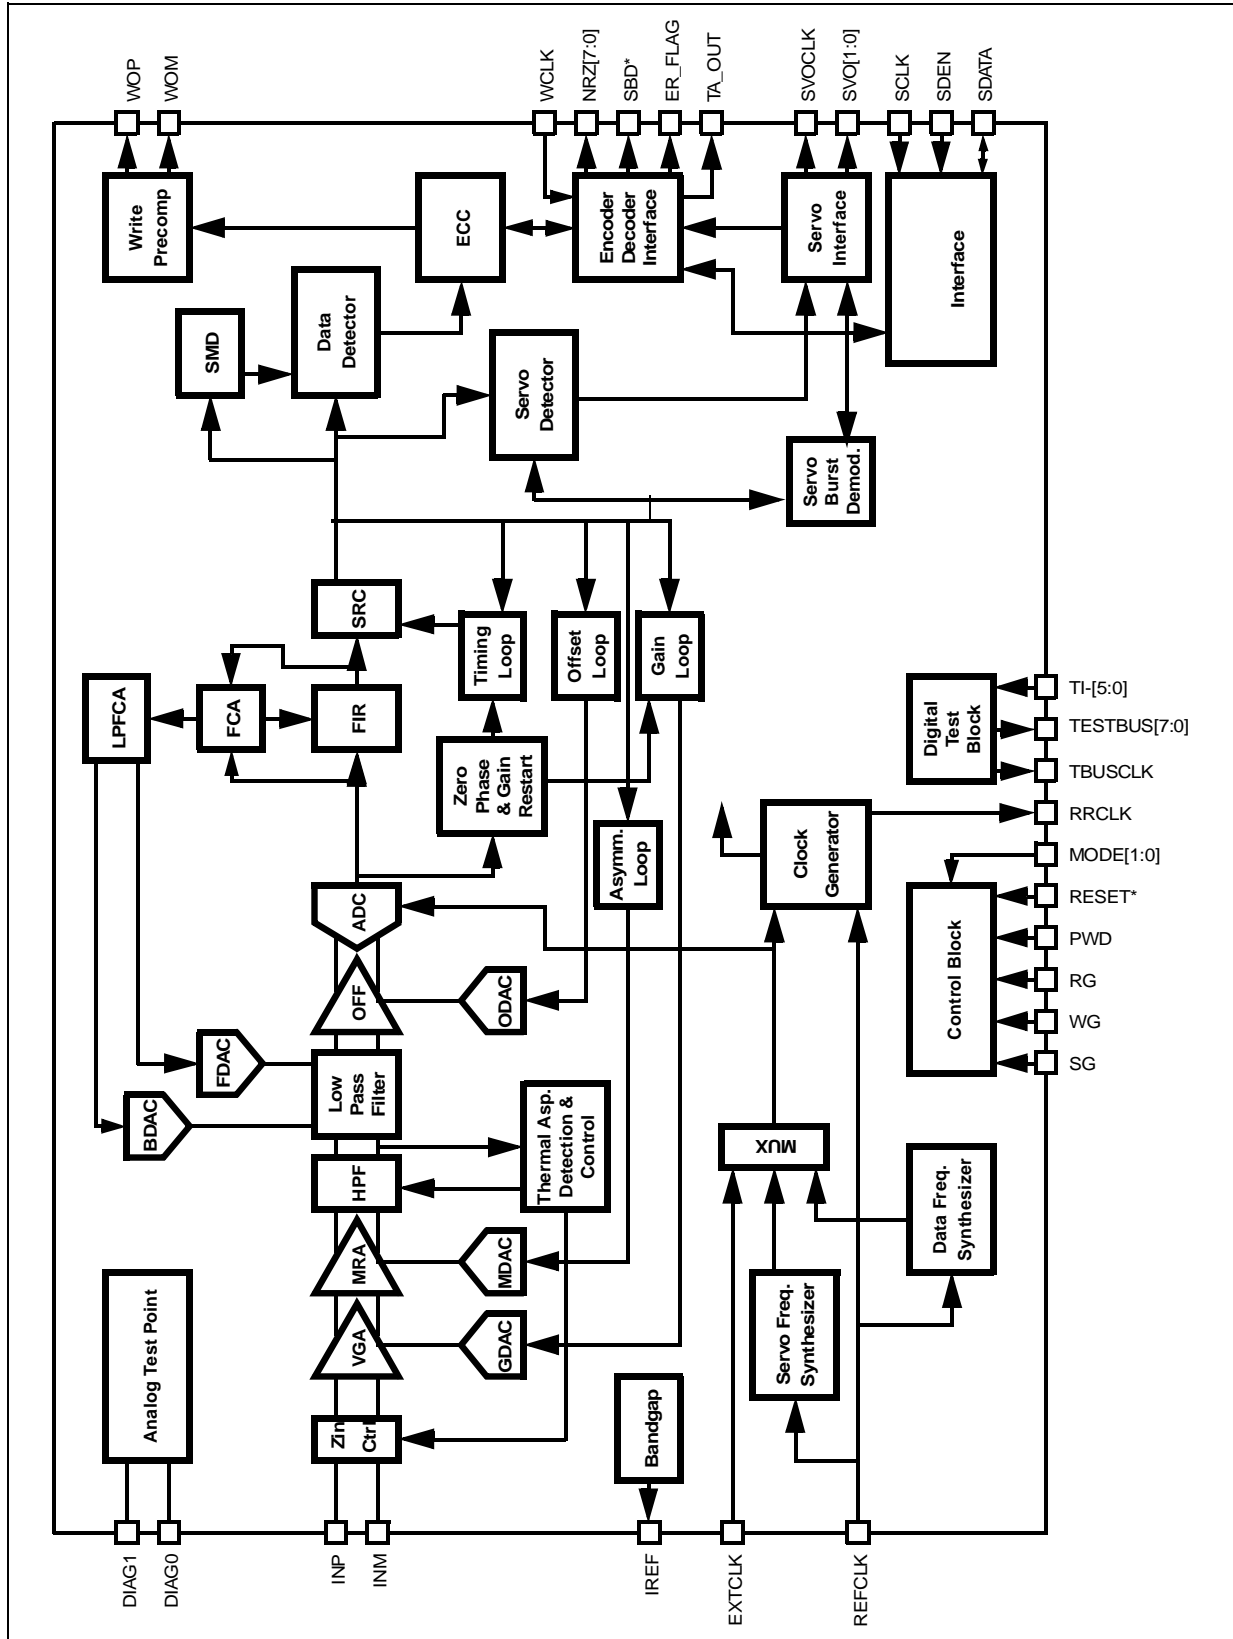 WOP
WOM
WCLK
NRZ[7:0]
SBD*
ER_FLAG
TA_OUT
SVOCLK
SVO[1:0]
SCLK
SDEN
SDATA
Write
Precomp
ECC
Encoder
Decoder
Interface
Servo
Interface
Interface
SMD
Data
Detector
Servo
Detector
Servo
Burst
Demod.
LPFCA
FCA
FIR
SRC
Timing
Loop
Offset
Loop
Gain
Loop
Zero
Phase
& Gain
Restart
Asymm.
Loop
Clock
Generator
Digital
Test
Block
TI-[5:0]
TESTBUS[7:0]
TBUSCLK
RRCLK
MODE[1:0]
RESET*
PWD
RG
WG
SG
Control Block
ADC
OFF
ODAC
FDAC
BDAC
Low
Pass
Filter
HPF
Thermal Asp.
Detection &
Control
MRA
MDAC
VGA
GDAC
Zin
Ctrl
MUX
Servo Freq.
Synthesizer
Data Freq.
Synthesizer
Bandgap
Analog Test Point
DIAG1
DIAG0
INP
INM
IREF
EXTCLK
REFCLK